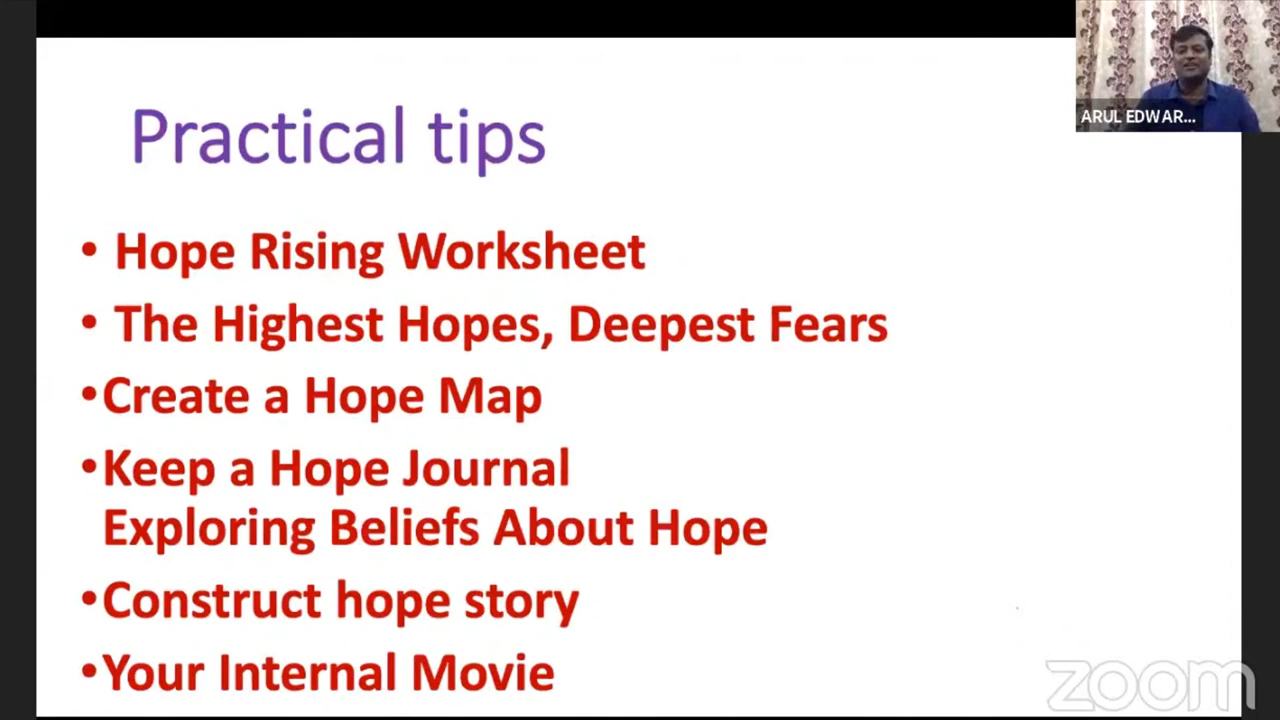 Practical tips
ARUL EDWAR...
• Hope Rising Worksheet
• The Highest Hopes, Deepest Fears
•Create a Hope Map
•Keep a Hope Journal
Exploring Beliefs About Hope
•Construct hope story
•Your Internal Movie
zoom